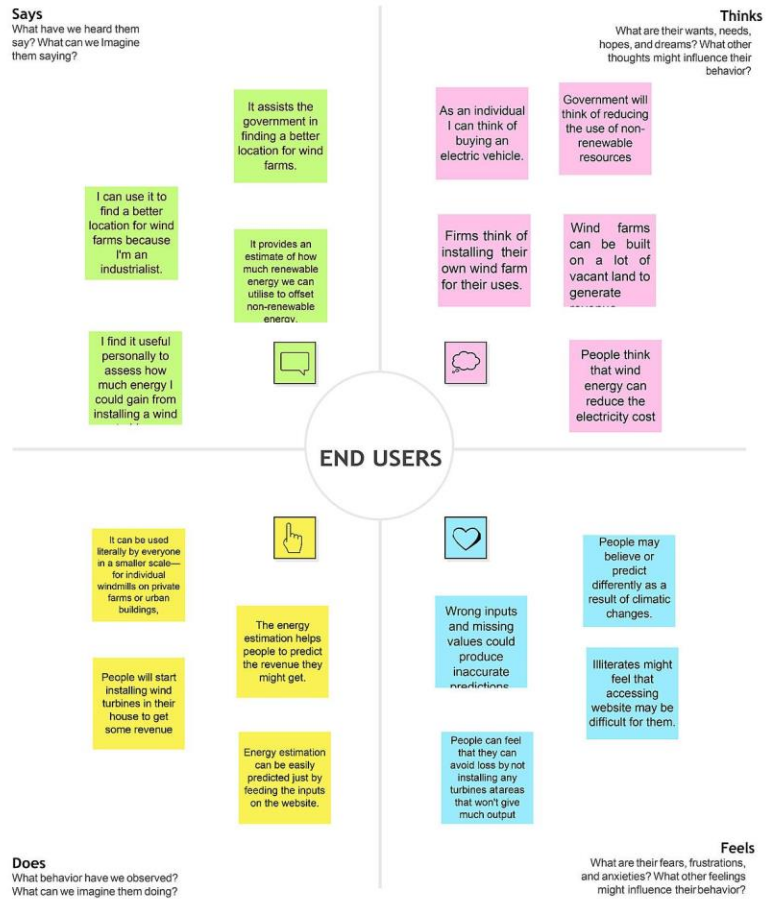 Says
What have we heard them
say? What can we Imagine
them saying?
It assists the
government in
finding a better
location for wind
farms.
I can use it to
find a better
location for wind
farms because
I'm an
industrialist.
It provides an
estimate of how
much renewable
energy we can
utilise to offset
non-renewable
energy.
I find it useful
personally to
assess how
much energy I
could gain from
installing a wind
Thinks
What are their wants, needs,
hopes, and dreams? What other
thoughts might influence their
behavior?
As an individual
I can think of
buying an
electric vehicle.
Government will
think of reducing
the use of non-
renewable
resources
Firms think of
installing their
own wind farm
for their uses.
Wind farms
can be built
on a lot of
vacant land to
generate
People think
that wind
energy can
reduce the
electricity cost
END USERS
It can be used
literally by everyone
in a smaller scale—
for individual
windmills on private
farms or urban
buildings,
The energy
estimation helps
people to predict
the revenue they
might get.
People will start
installing wind
turbines in their
house to get
some revenue
Energy estimation
can be easily
predicted just by
feeding the inputs
on the website.
Does
What behavior have we observed?
What can we imagine them doing?
People may
believe or
predict
differently as a
result of climatic
changes.
Wrong inputs
and missing
values could
produce
inaccurate
predictions
Illiterates might
feel that
accessing
website may be
difficult for them.
People can feel
that they can
avoid loss by not
installing any
turbines at areas
that won't give
much output
Feels
What are their fears, frustrations,
and anxieties? What other feelings
might influence their behavior?